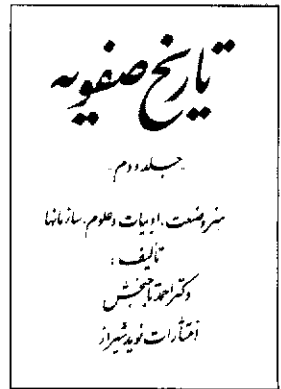 تاریخ صفویه
جلد دوم
هنر و صنعت، ادبیات و علوم، سازمانها
تألیف:
دکتر احمد تاجبخش
انتشارات نوید شیراز